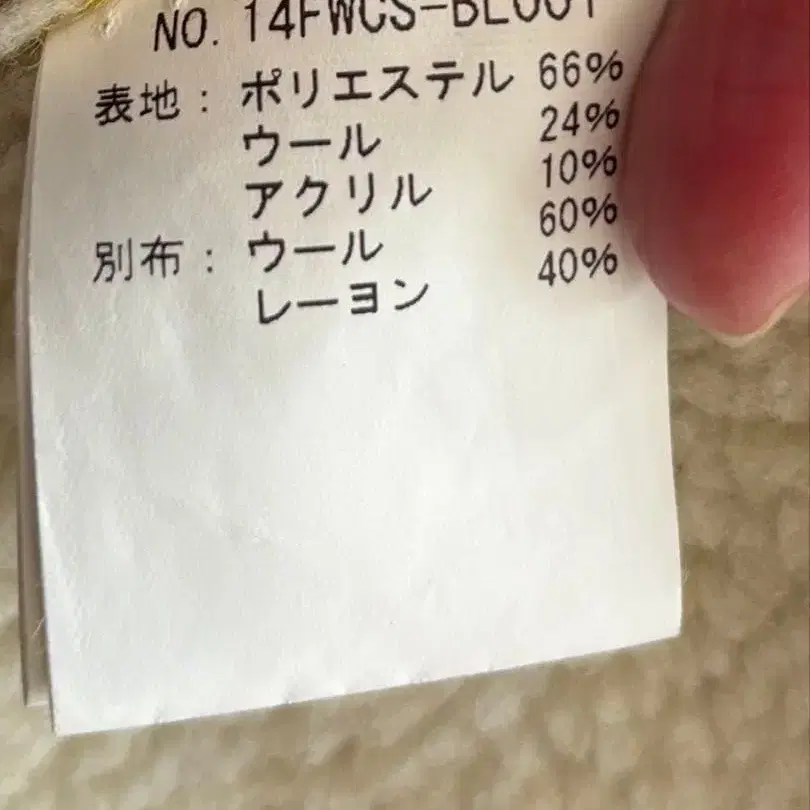 NO. 14FWCS-BL001
表地： ポリエステル 66%
ウール 24%
アクリル 10%
別布： ウール 60%
レーヨン 40%